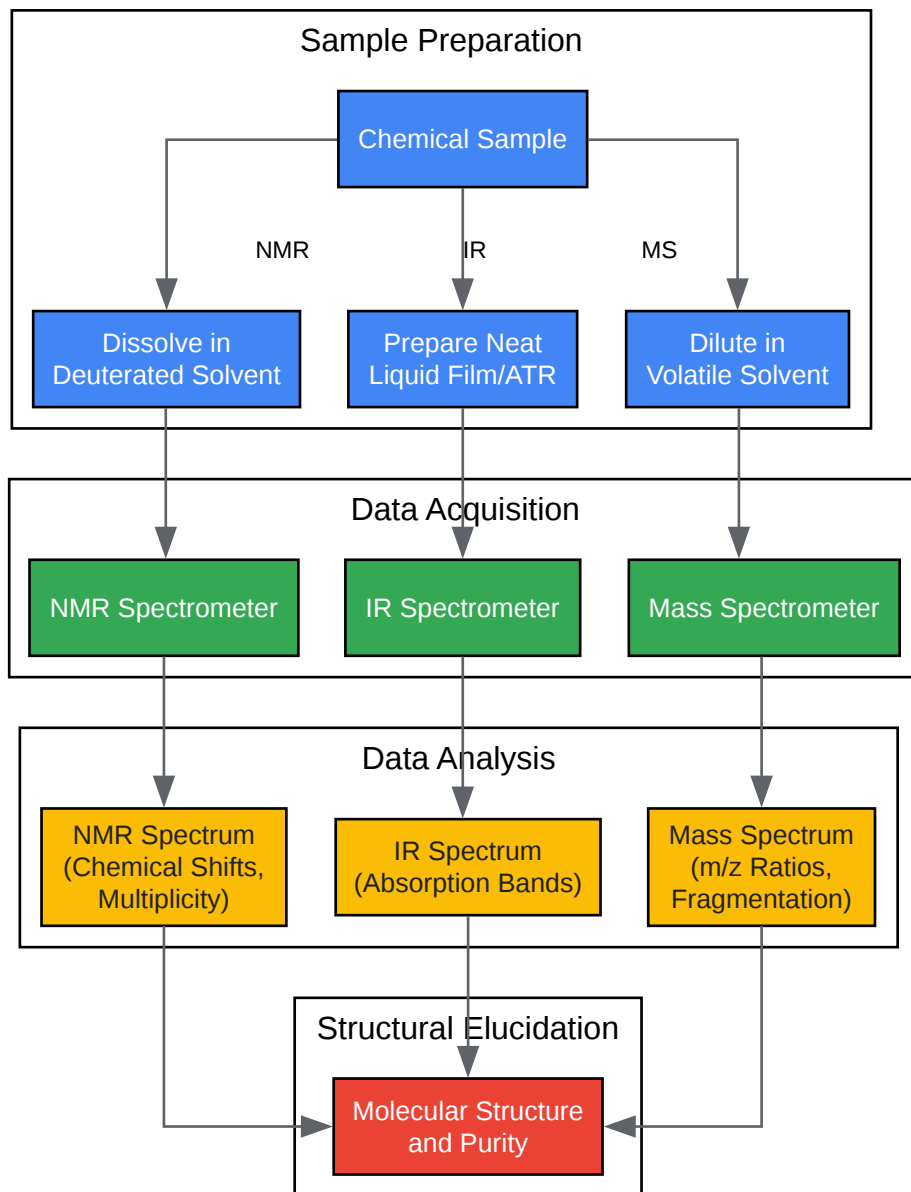 Sample Preparation
Chemical Sample
NMR
IR
MS
Dissolve in
Deuterated Solvent
Prepare Neat
Liquid Film/ATR
Dilute in
Volatile Solvent
Data Acquisition
NMR Spectrometer
IR Spectrometer
Mass Spectrometer
Data Analysis
NMR Spectrum
(Chemical Shifts,
Multiplicity)
IR Spectrum
(Absorption Bands)
Mass Spectrum
(m/z Ratios,
Fragmentation)
Structural Elucidation
Molecular Structure
and Purity